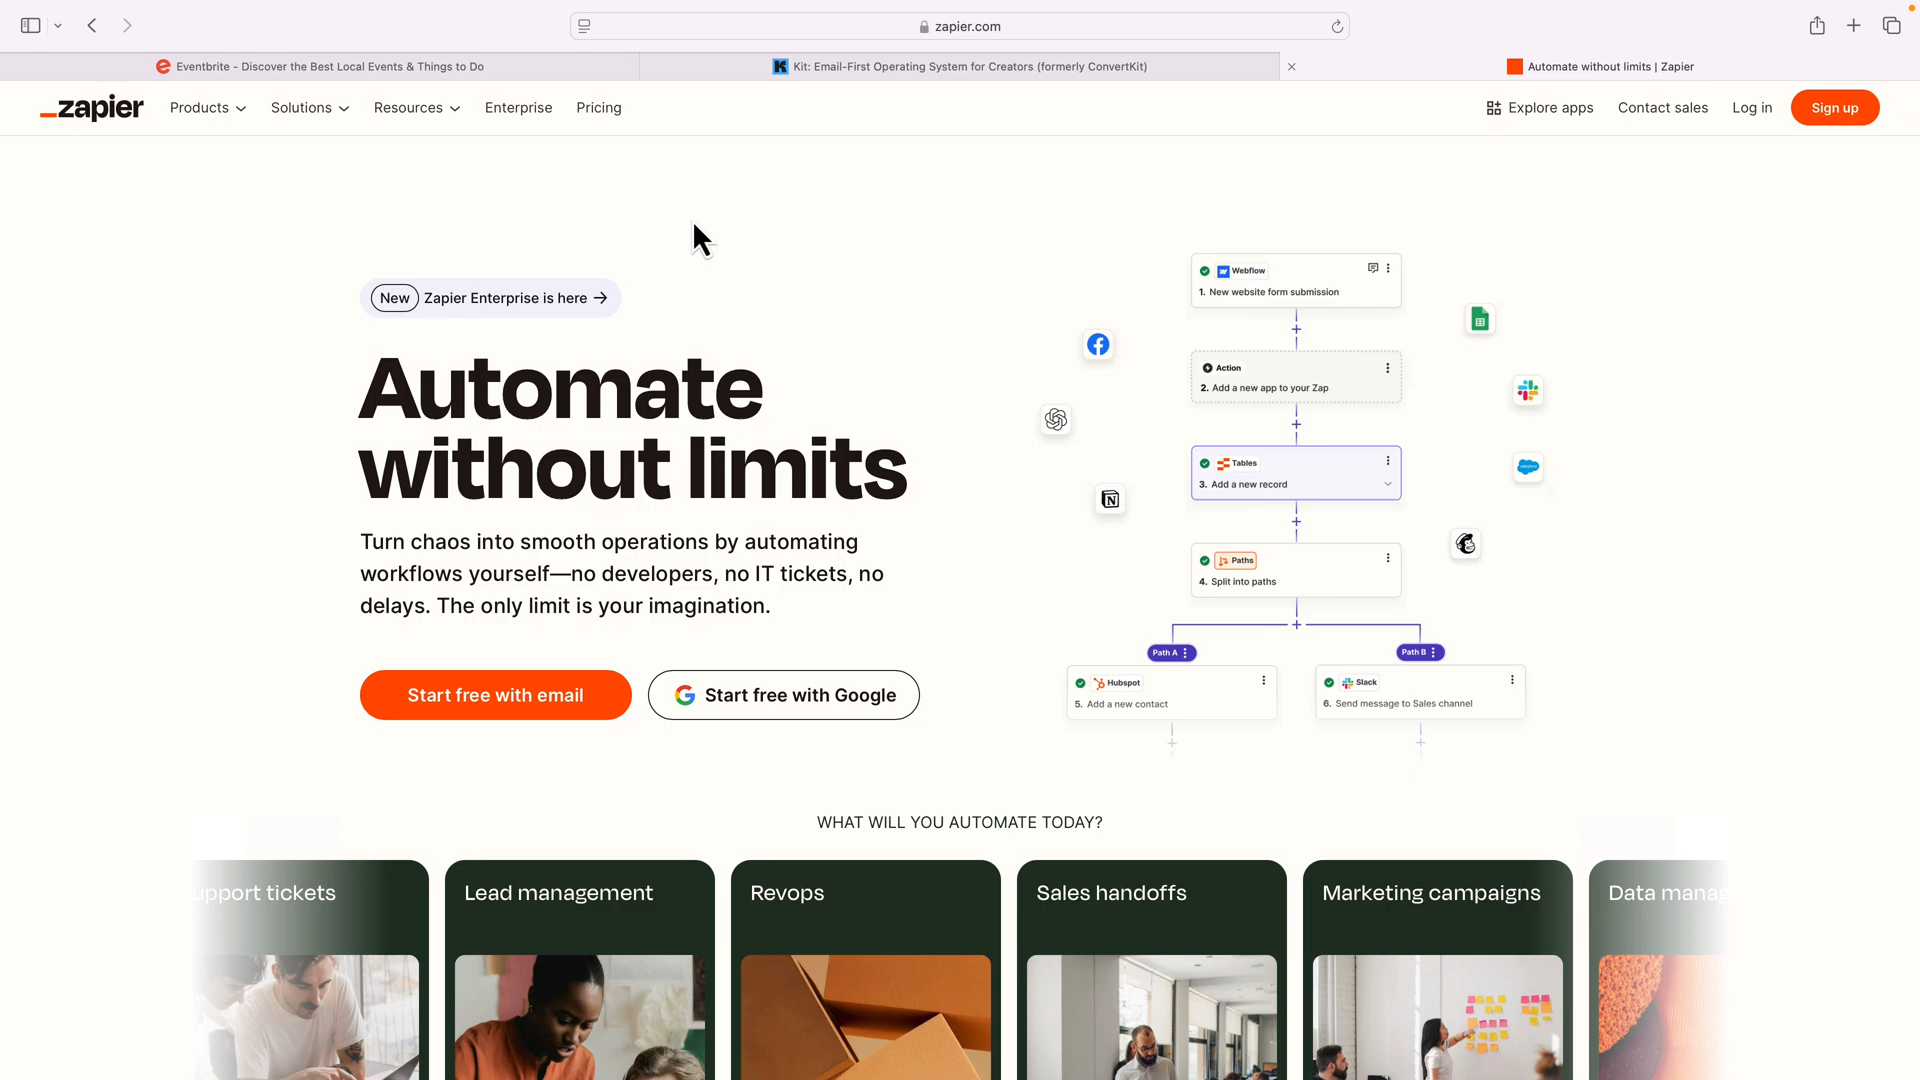 zapier.com
Eventbrite - Discover the Best Local Events & Things to Do
Kit: Email-First Operating System for Creators (formerly ConvertKit)
Automate without limits | Zapier
zapier
Products
Solutions
Resources
Enterprise
Pricing
Explore apps
Contact sales
Log in
Sign up
New Zapier Enterprise is here →
Automate
without limits
Turn chaos into smooth operations by automating
workflows yourself—no developers, no IT tickets, no
delays. The only limit is your imagination.
Start free with email
Start free with Google
Webflow
1. New website form submission
Action
2. Add a new app to your Zap
Tables
3. Add a new record
Paths
4. Split into paths
Path A
Path B
Hubspot
5. Add a new contact
Slack
6. Send message to Sales channel
salesforce
WHAT WILL YOU AUTOMATE TODAY?
upport tickets
Lead management
Revops
Sales handoffs
Marketing campaigns
Data manag